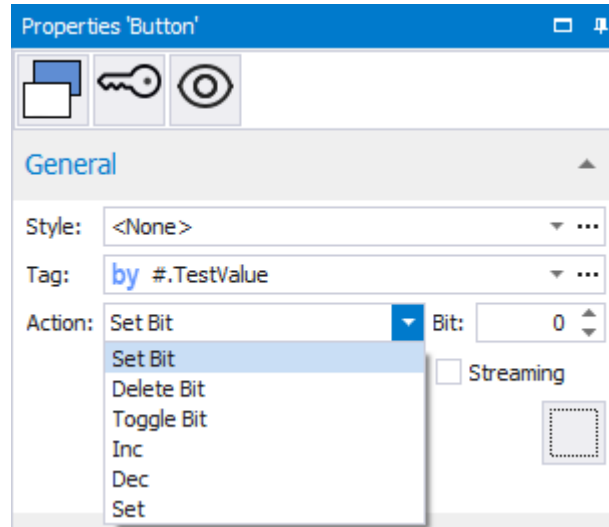 Properties 'Button'
General
Style: <None>
Tag: by #.TestValue
Action: Set Bit Bit: 0
Set Bit
Delete Bit Streaming
Toggle Bit
Inc
Dec
Set